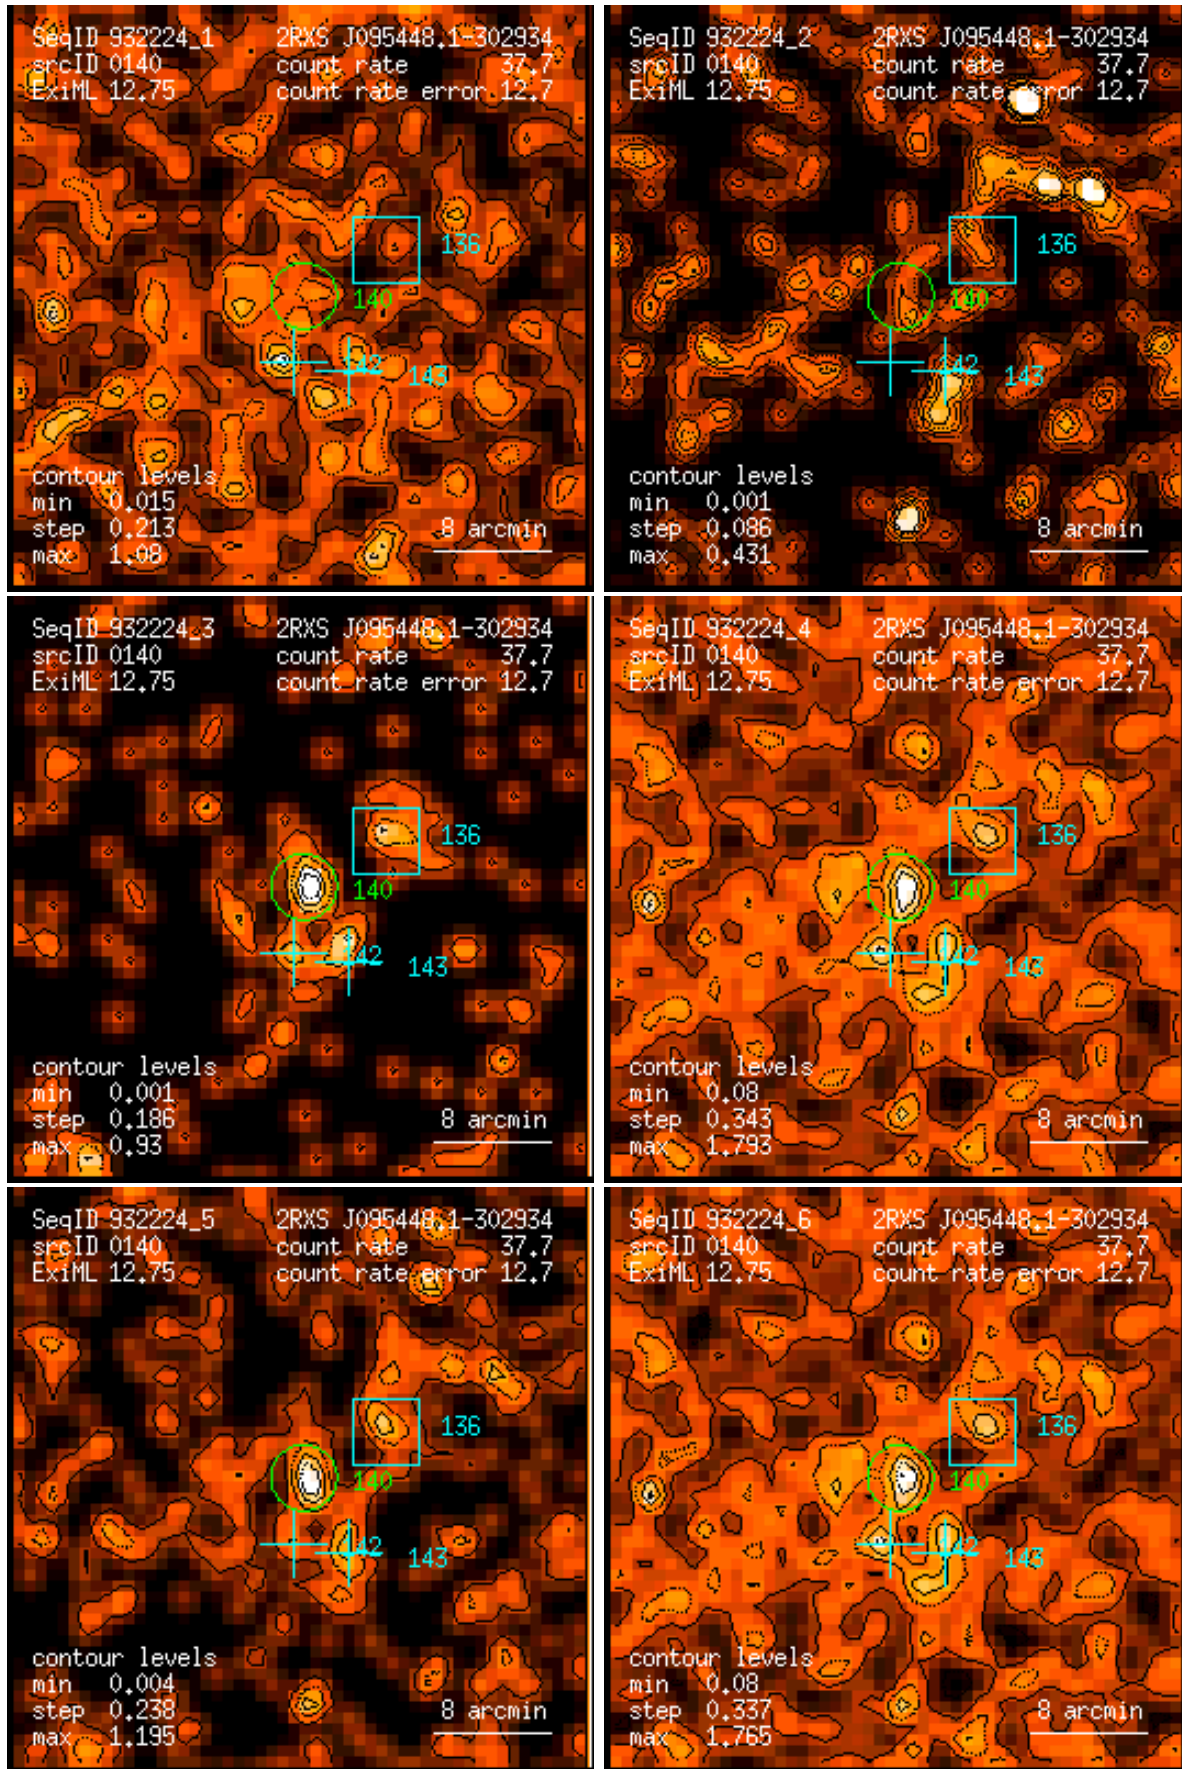 SeqID 932224_1 2RXS J095448.1-302934
srcID 0140 count rate 37.7
ExiML 12.75 count rate error 12.7
136
140
142
143
contour levels
min 0.015
step 0.213 8 arcmin
max 1.08
SeqID 932224_2 2RXS J095448.1-302934
srcID 0140 count rate 37.7
ExiML 12.75 count rate error 12.7
136
140
142
143
contour levels
min 0.001
step 0.086 8 arcmin
max 0.431
SeqID 932224_3 2RXS J095448.1-302934
srcID 0140 count rate 37.7
ExiML 12.75 count rate error 12.7
136
140
142
143
contour levels
min 0.001
step 0.186 8 arcmin
max 0.93
SeqID 932224_4 2RXS J095448.1-302934
srcID 0140 count rate 37.7
ExiML 12.75 count rate error 12.7
136
140
142
143
contour levels
min 0.08
step 0.343 8 arcmin
max 1.793
SeqID 932224_5 2RXS J095448.1-302934
srcID 0140 count rate 37.7
ExiML 12.75 count rate error 12.7
136
140
142
143
contour levels
min 0.004
step 0.238 8 arcmin
max 1.195
SeqID 932224_6 2RXS J095448.1-302934
srcID 0140 count rate 37.7
ExiML 12.75 count rate error 12.7
136
140
142
143
contour levels
min 0.08
step 0.337 8 arcmin
max 1.765